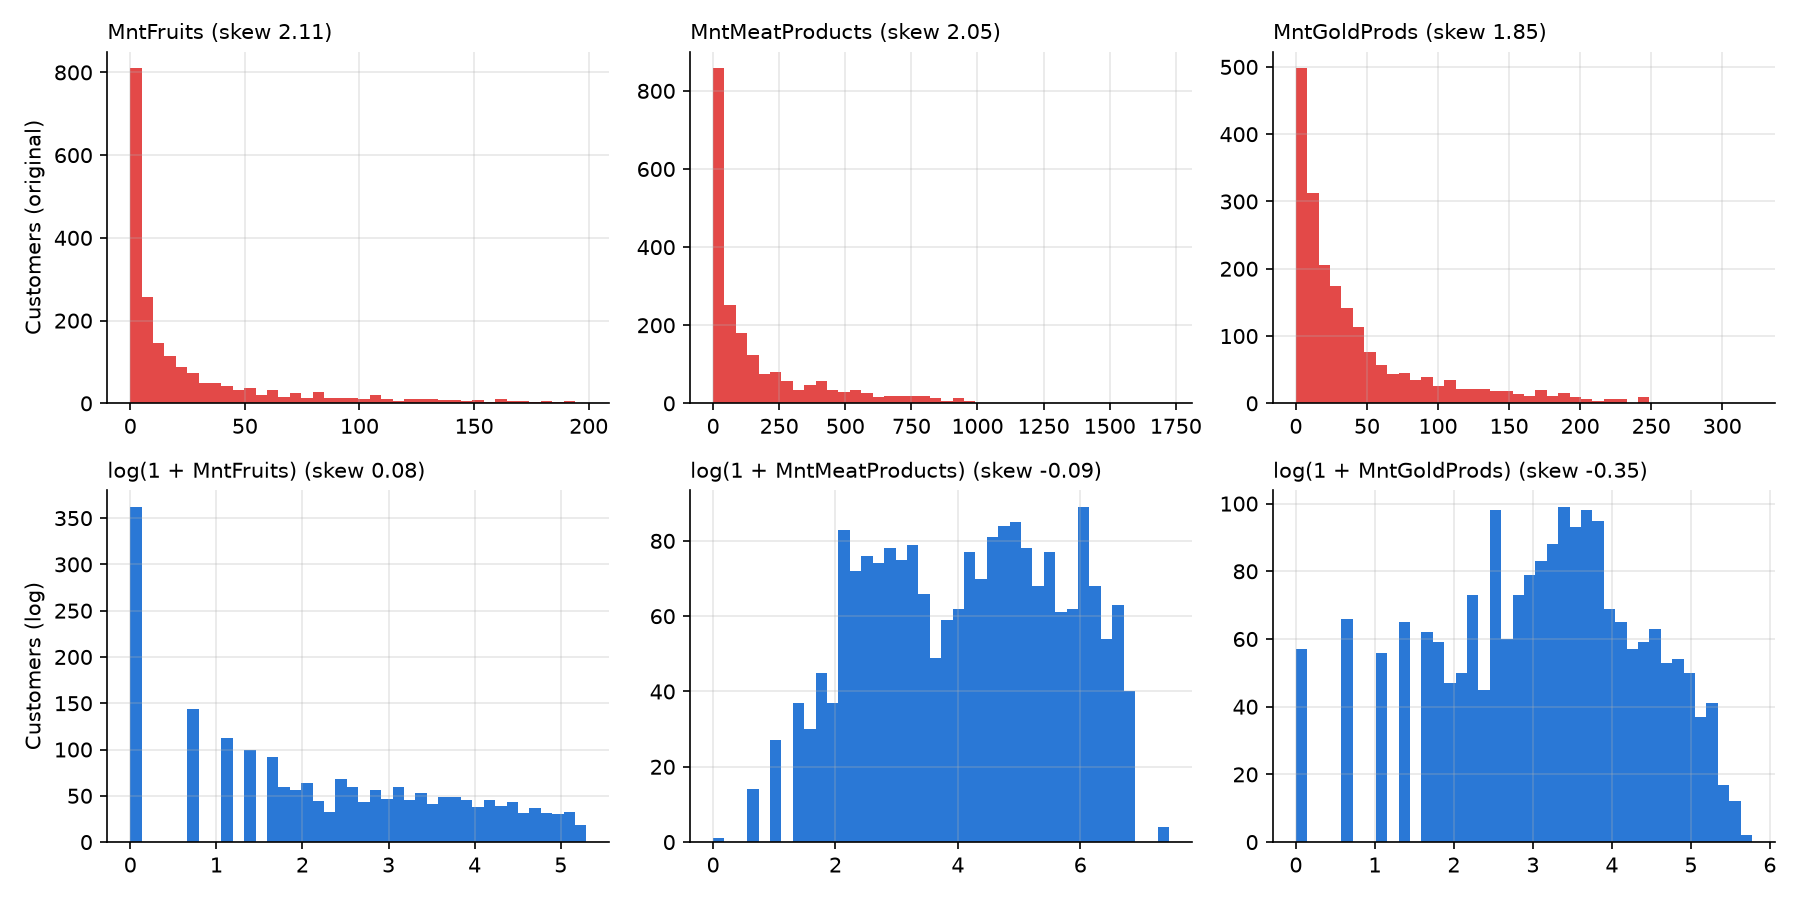 MntFruits (skew 2.11)
MntMeatProducts (skew 2.05)
MntGoldProds (skew 1.85)
Customers (original)
800
600
400
200
0
0 50 100 150 200
800
600
400
200
0
0 250 500 750 1000 1250 1500 1750
500
400
300
200
100
0
0 50 100 150 200 250 300
log(1 + MntFruits) (skew 0.08)
log(1 + MntMeatProducts) (skew -0.09)
log(1 + MntGoldProds) (skew -0.35)
Customers (log)
350
300
250
200
150
100
50
0
0 1 2 3 4 5
80
60
40
20
0
0 2 4 6
100
80
60
40
20
0
0 1 2 3 4 5 6